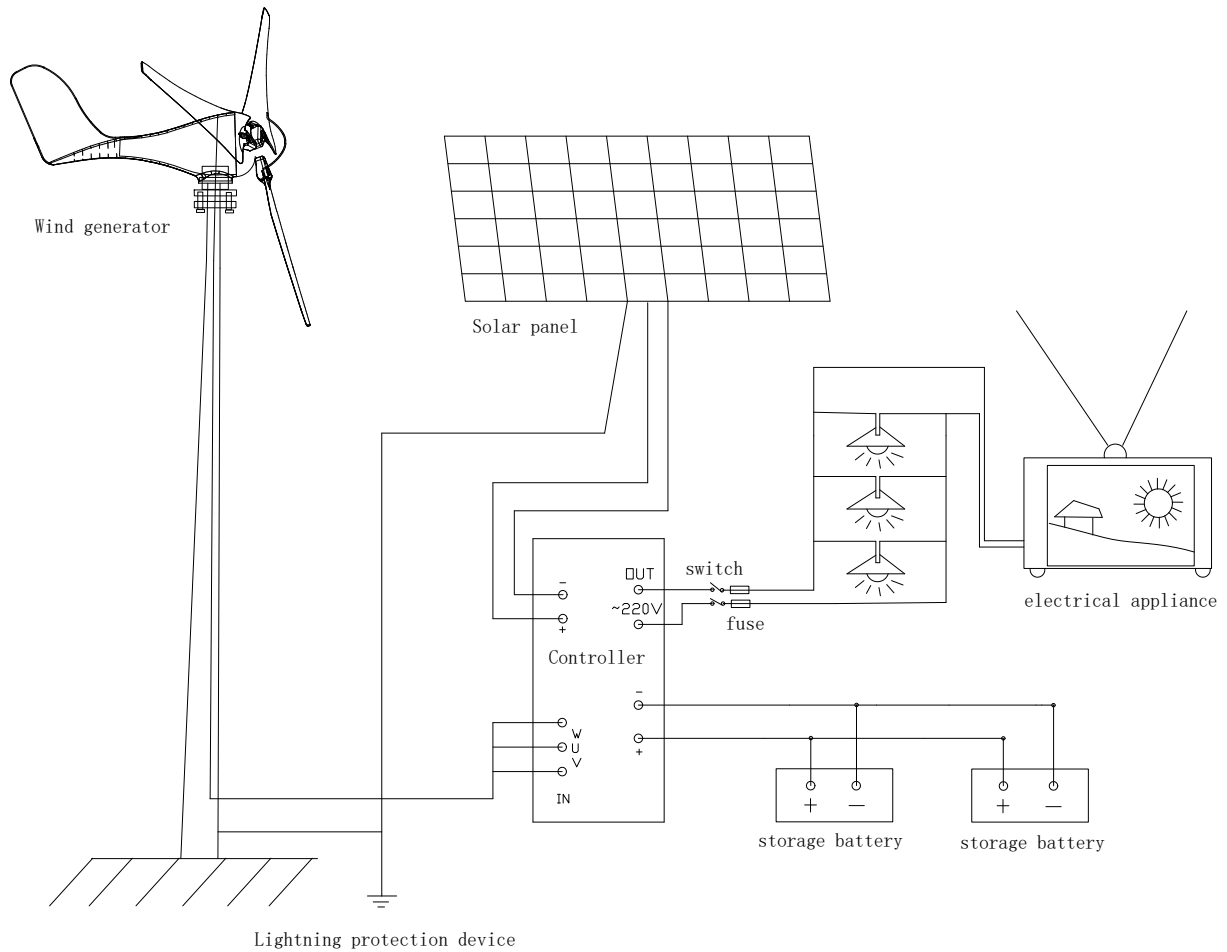 Wind generator
Solar panel
switch
fuse
electrical appliance
-
+
OUT
~220V
Controller
-
+
W
U
V
IN
+ -
+ -
storage battery
storage battery
Lightning protection device